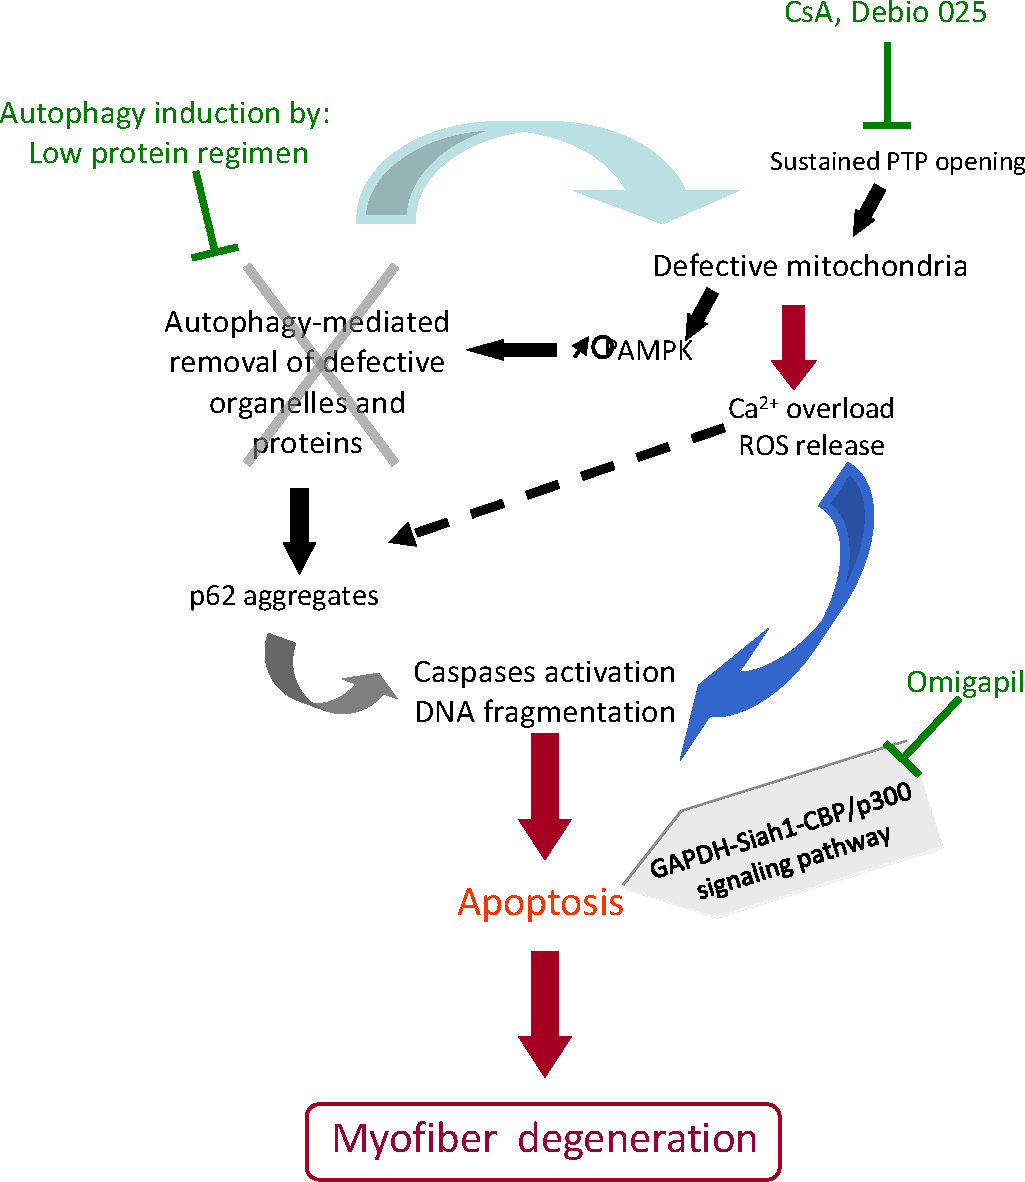 CsA, Debio 025
Autophagy induction by:
Low protein regimen
Sustained PTP opening
Defective mitochondria
Autophagy-mediated
removal of defective
organelles and
proteins
PAMPK
Ca²⁺ overload
ROS release
p62 aggregates
Caspases activation
DNA fragmentation
Omigapil
GAPDH-Siah1-CBP/p300
signaling pathway
Apoptosis
Myofiber degeneration